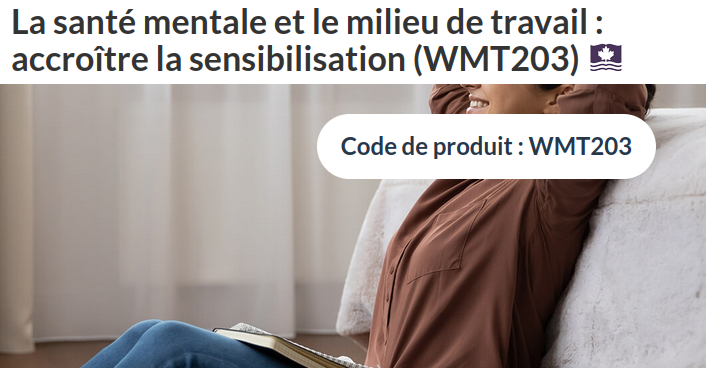 La santé mentale et le milieu de travail :
accroître la sensibilisation (WMT203)
Code de produit : WMT203